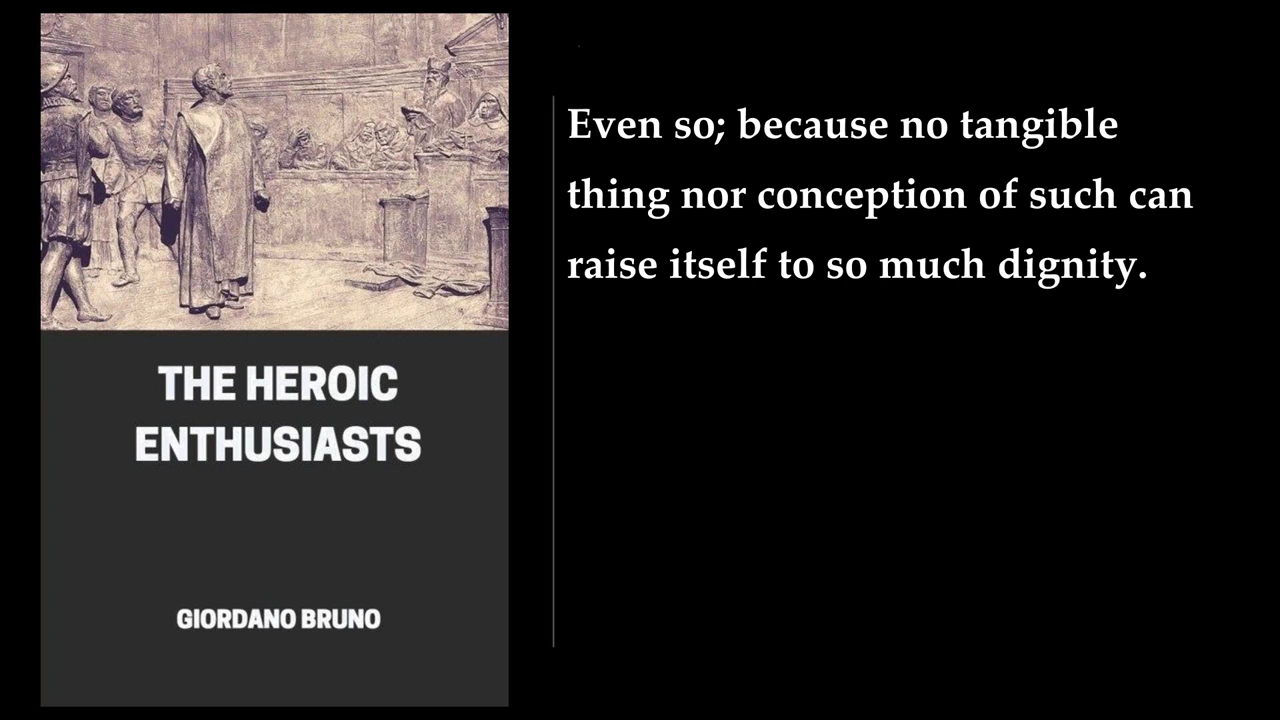 THE HEROIC
ENTHUSIASTS
GIORDANO BRUNO
Even so; because no tangible
thing nor conception of such can
raise itself to so much dignity.